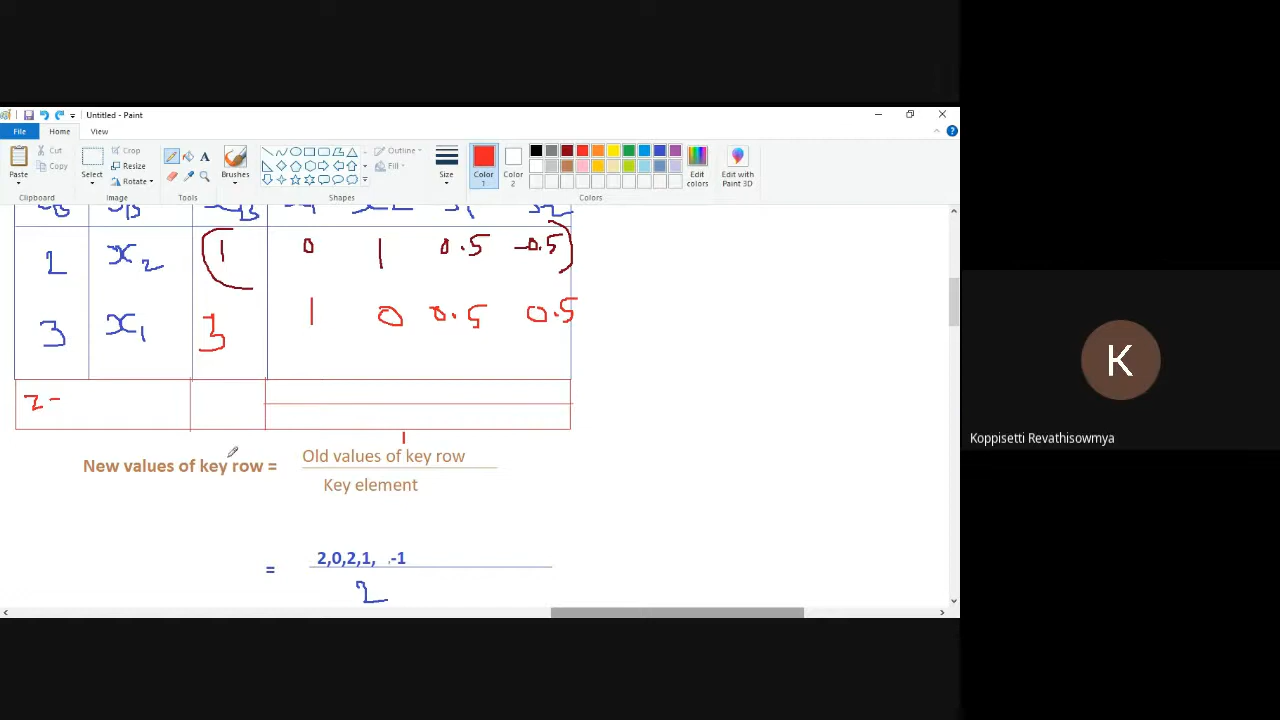 Untitled - Paint
File Home View
Paste Cut Copy Select Crop Resize Rotate A Brushes Outline Fill Size Color 1 Color 2 Edit colors Edit with Paint 3D
Clipboard Image Tools Shapes Colors
2 x2 1 0 1 0.5 -0.5
3 x1 3 1 0 0.5 0.5
Z =
New values of key row = Old values of key row
Key element
= 2,0,2,1, -1
2
K
Koppisetti Revathisowmya